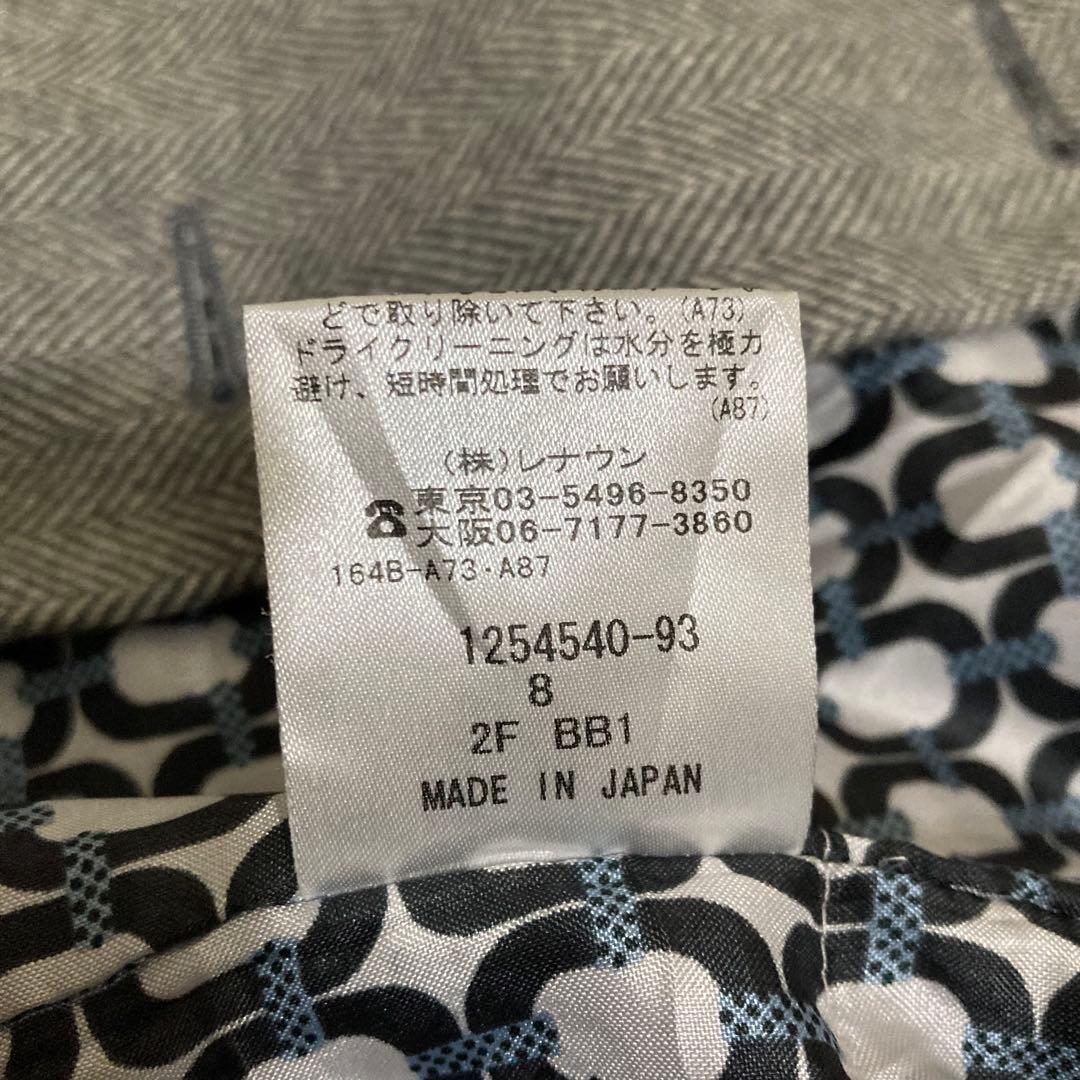 どで取り除いて下さい。(A73)
ドライクリーニングは水分を極力
避け、短時間処理でお願いします。
(A87)
(株)レナウン
☎東京03-5496-8350
大阪06-7177-3860
164B-A73·A87
1254540-93
8
2F BB1
MADE IN JAPAN